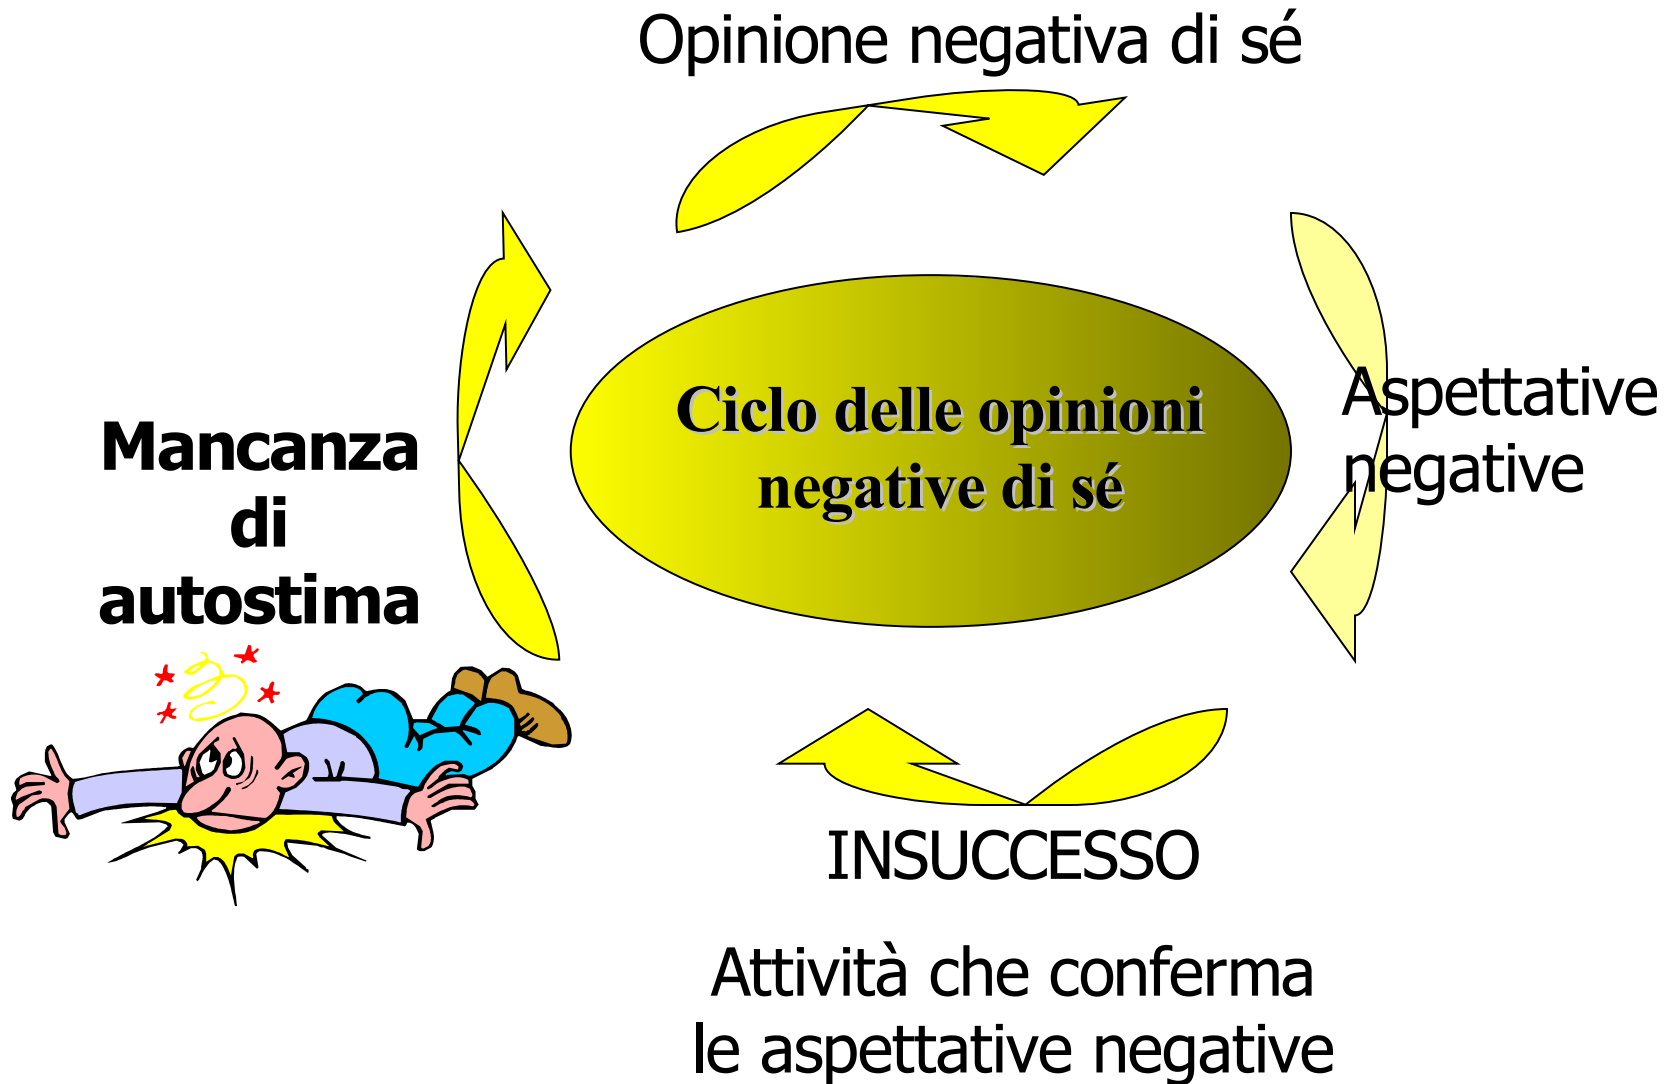 Opinione negativa di sé
Ciclo delle opinioni
negative di sé
Aspettative
negative
Mancanza
di
autostima
INSUCCESSO
Attività che conferma
le aspettative negative